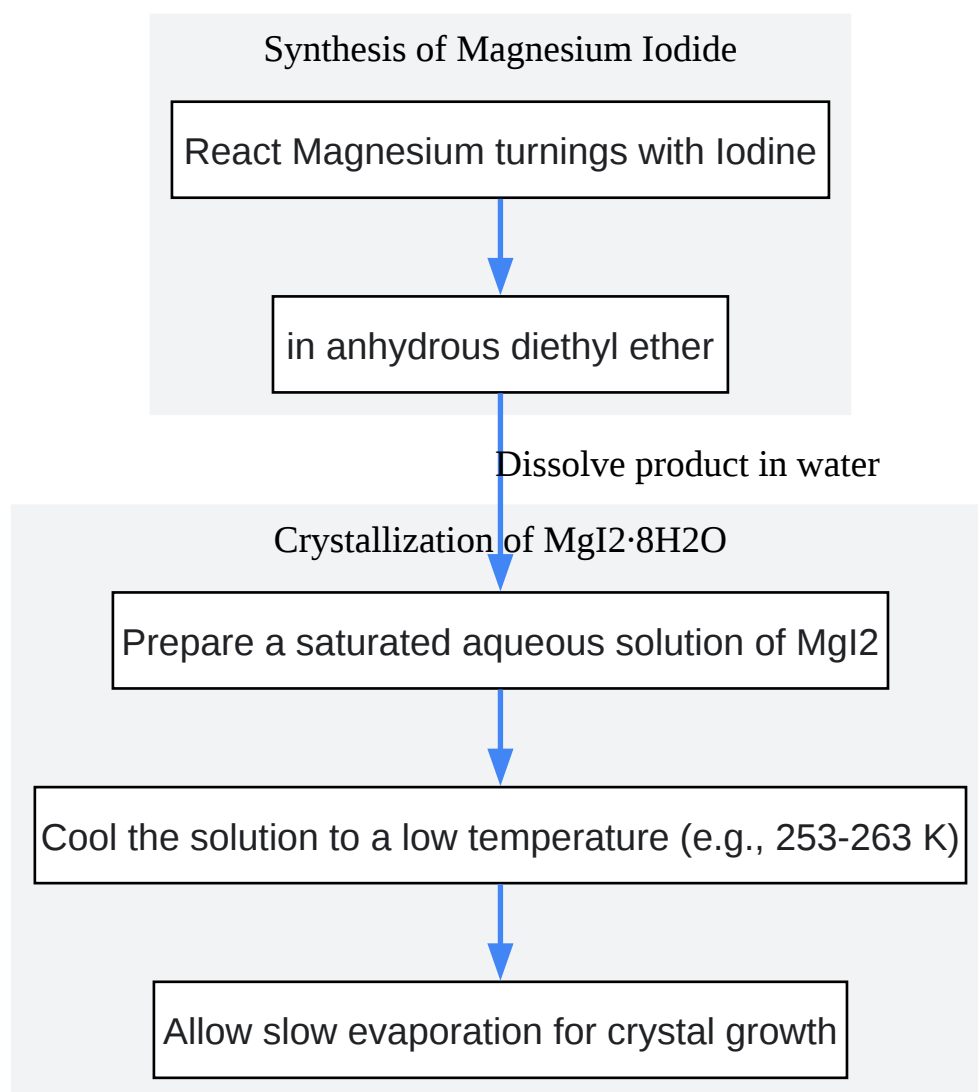 Synthesis of Magnesium Iodide
React Magnesium turnings with Iodine
in anhydrous diethyl ether
Dissolve product in water
Crystallization of MgI2·8H2O
Prepare a saturated aqueous solution of MgI2
Cool the solution to a low temperature (e.g., 253-263 K)
Allow slow evaporation for crystal growth